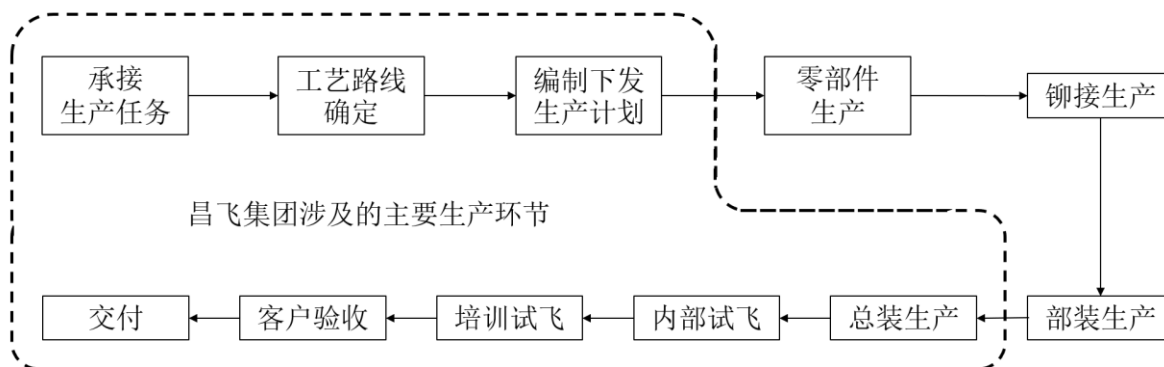 承接
生产任务
工艺路线
确定
编制下发
生产计划
零部件
生产
铆接生产
昌飞集团涉及的主要生产环节
交付
客户验收
培训试飞
内部试飞
总装生产
部装生产